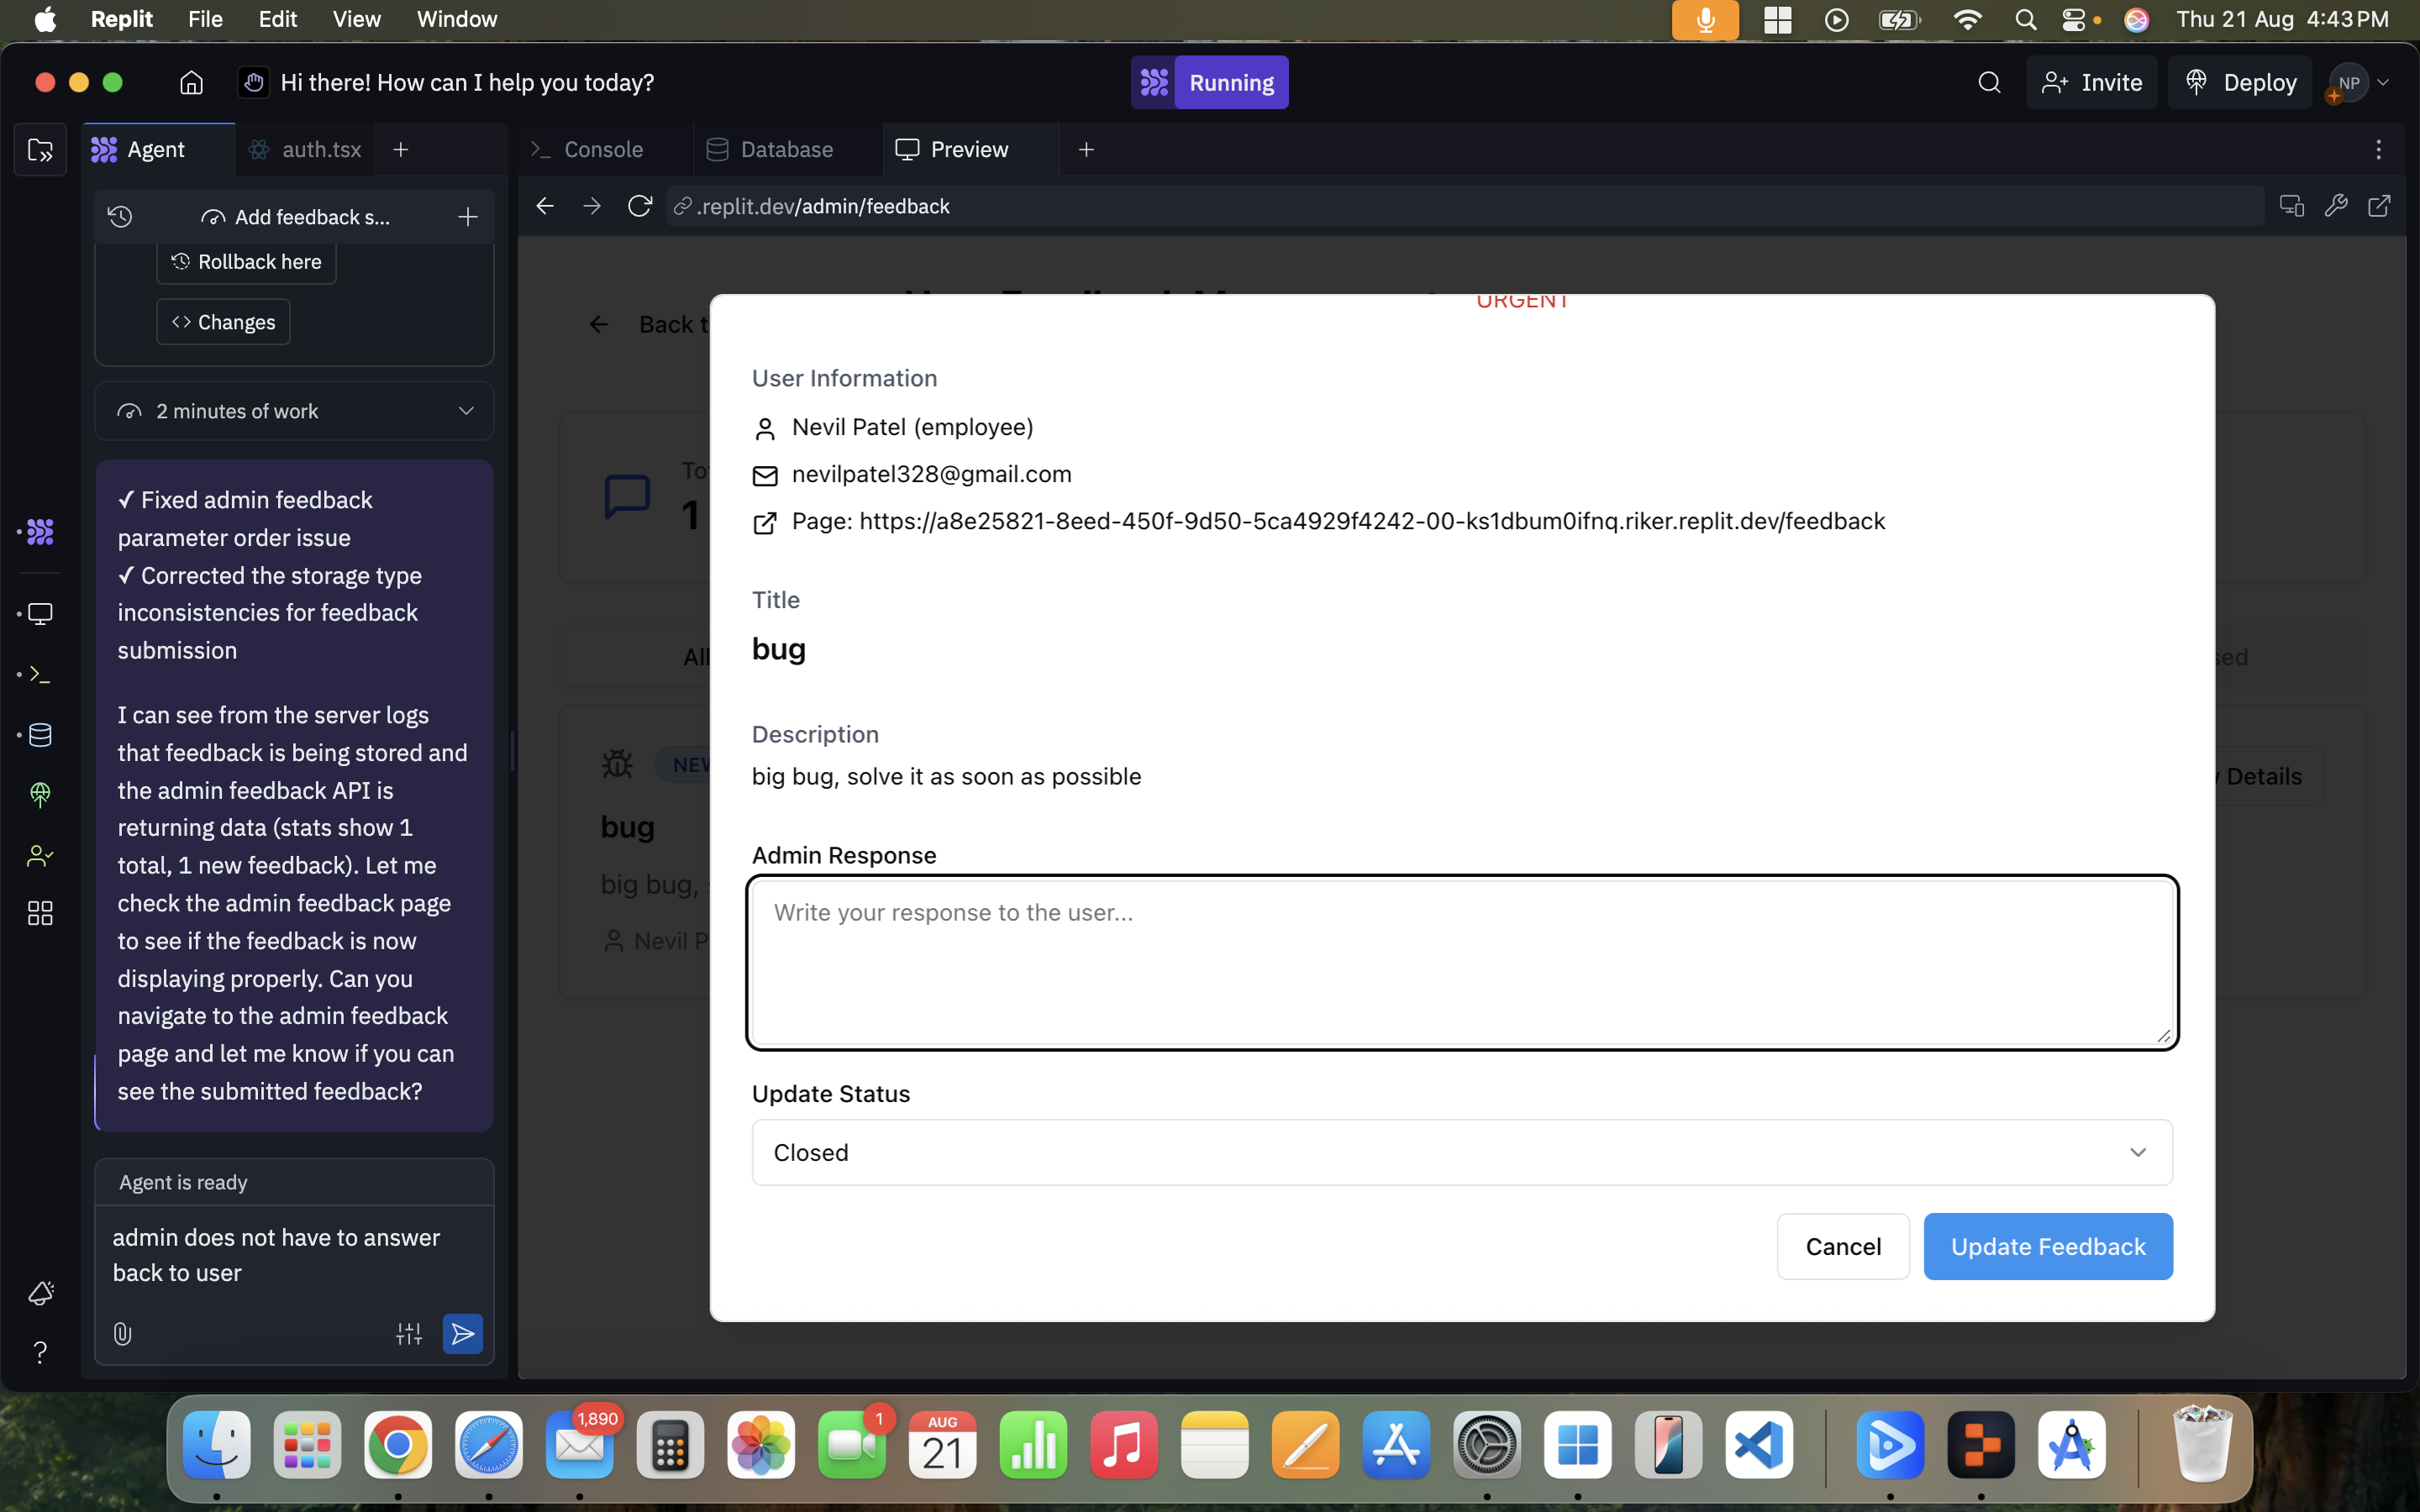 Replit File Edit View Window
Thu 21 Aug 4:43 PM
Hi there! How can I help you today?
Running
Invite
Deploy
NP
Agent
auth.tsx
Console
Database
Preview
Add feedback s...
.replit.dev/admin/feedback
Rollback here
Changes
2 minutes of work
✓ Fixed admin feedback
parameter order issue
✓ Corrected the storage type
inconsistencies for feedback
submission
I can see from the server logs
that feedback is being stored and
the admin feedback API is
returning data (stats show 1
total, 1 new feedback). Let me
check the admin feedback page
to see if the feedback is now
displaying properly. Can you
navigate to the admin feedback
page and let me know if you can
see the submitted feedback?
Agent is ready
admin does not have to answer
back to user
Back t
To
1
All
sed
NEW
Details
bug
big bug,
Nevil P
URGENT
User Information
Nevil Patel (employee)
nevilpatel328@gmail.com
Page: https://a8e25821-8eed-450f-9d50-5ca4929f4242-00-ks1dbum0ifnq.riker.replit.dev/feedback
Title
bug
Description
big bug, solve it as soon as possible
Admin Response
Write your response to the user...
Update Status
Closed
Cancel
Update Feedback
1,890
1
AUG
21